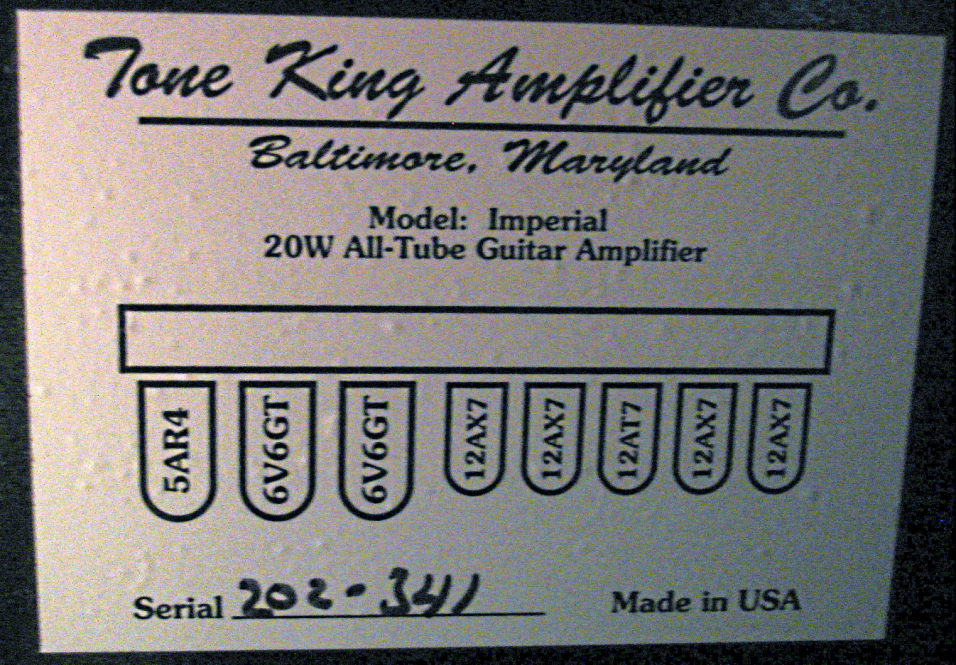 Tone King Amplifier Co.
Baltimore, Maryland
Model: Imperial
20W All-Tube Guitar Amplifier
5AR4 6V6GT 6V6GT 12AX7 12AX7 12AT7 12AX7 12AX7
Serial 202-341 Made in USA